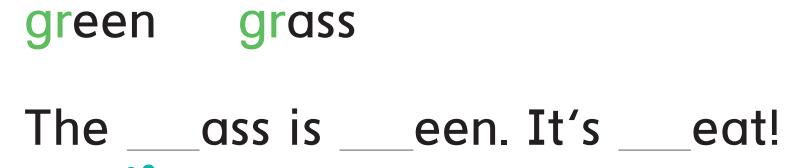 green grass
The ___ass is ___een. It's ___eat!